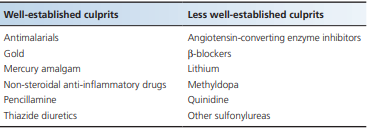 Well-established culprits Less well-established culprits
Antimalarials Angiotensin-converting enzyme inhibitors
Gold β-blockers
Mercury amalgam Lithium
Non-steroidal anti-inflammatory drugs Methyldopa
Pencillamine Quinidine
Thiazide diuretics Other sulfonylureas